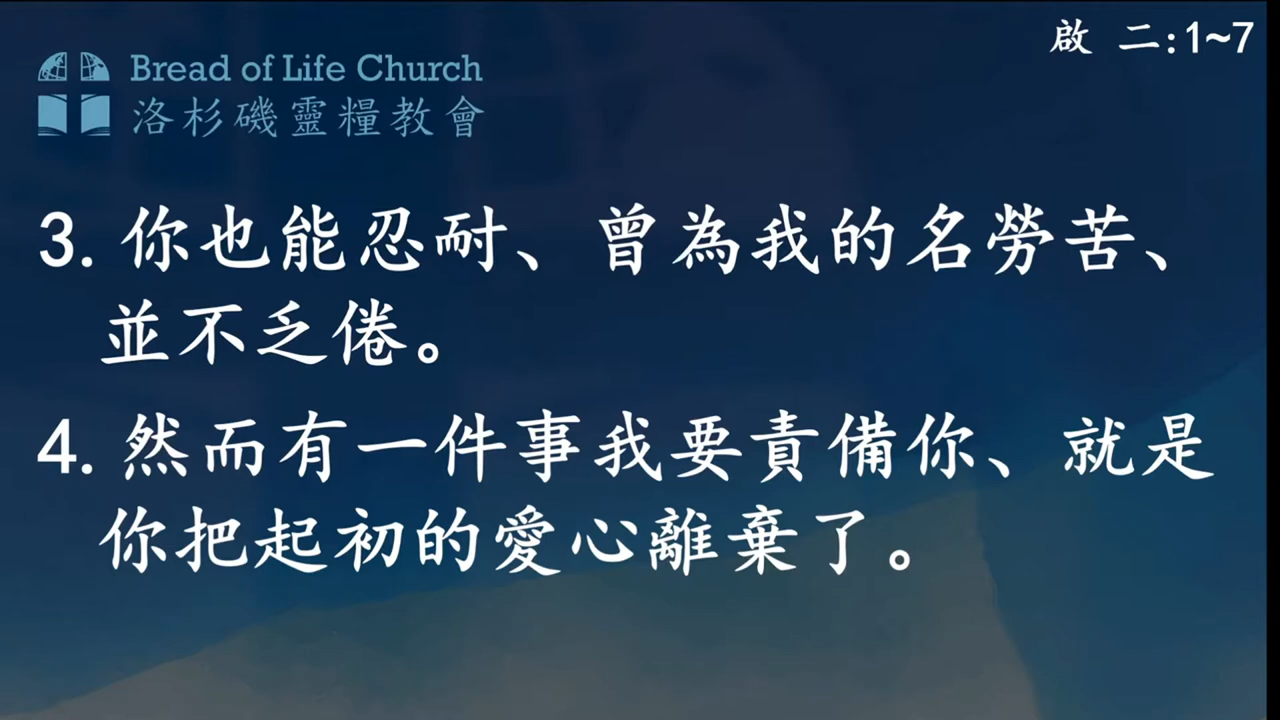 啟 二:1~7
Bread of Life Church
洛杉磯靈糧教會
3. 你也能忍耐、曾為我的名勞苦、
並不乏倦。
4. 然而有一件事我要責備你、就是
你把起初的愛心離棄了。